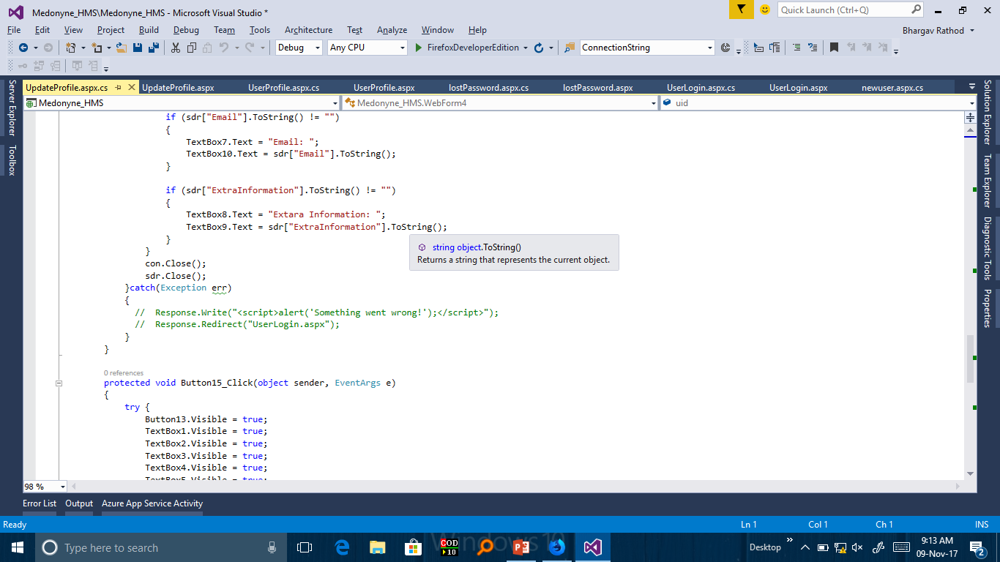 Medonyne_HMS\Medonyne_HMS - Microsoft Visual Studio *
Quick Launch (Ctrl+Q)
File Edit View Project Build Debug Team Tools Architecture Test Analyze Window Help
Bhargav Rathod
Debug Any CPU FirefoxDeveloperEdition ConnectionString
UpdateProfile.aspx.cs UpdateProfile.aspx UserProfile.aspx.cs UserProfile.aspx lostPassword.aspx.cs lostPassword.aspx UserLogin.aspx.cs UserLogin.aspx newuser.aspx.cs
Medonyne_HMS Medonyne_HMS.WebForm4 uid
Server Explorer
Toolbox
if (sdr["Email"].ToString() != "")
{
TextBox7.Text = "Email: ";
TextBox10.Text = sdr["Email"].ToString();
}
if (sdr["ExtraInformation"].ToString() != "")
{
TextBox8.Text = "Extara Information: ";
TextBox9.Text = sdr["ExtraInformation"].ToString();
}
}
string object.ToString()
Returns a string that represents the current object.
con.Close();
sdr.Close();
}catch(Exception err)
{
// Response.Write("<script>alert('Something went wrong!');</script>");
// Response.Redirect("UserLogin.aspx");
}
}
0 references
protected void Button15_Click(object sender, EventArgs e)
{
try {
Button13.Visible = true;
TextBox1.Visible = true;
TextBox2.Visible = true;
TextBox3.Visible = true;
TextBox4.Visible = true;
TextBox5.Visible = true;
Solution Explorer
Team Explorer
Diagnostic Tools
Properties
98 %
Error List Output Azure App Service Activity
Ready Ln 1 Col 1 Ch 1 INS
Type here to search
COD
10
Windows 10
Desktop
9:13 AM
09-Nov-17
2